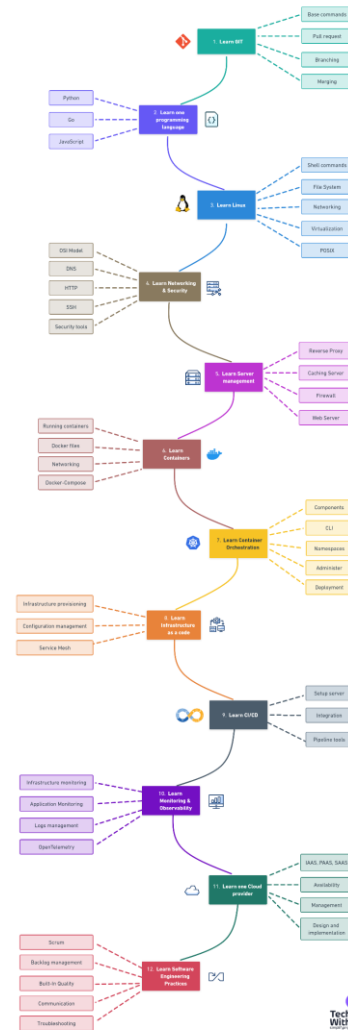 1. Learn GIT
Base commands
Pull request
Branching
Merging
2. Learn one
programming
language
Python
Go
JavaScript
3. Learn Linux
Shell commands
File System
Networking
Virtualization
POSIX
4. Learn Networking
& Security
OSI Model
DNS
HTTP
SSH
Security tools
5. Learn Server
management
Reverse Proxy
Caching Server
Firewall
Web Server
6. Learn
Containers
Running containers
Docker files
Networking
Docker-Compose
7. Learn Container
Orchestration
Components
CLI
Namespaces
Administer
Deployment
8. Learn
Infrastructure
as a code
Infrastructure provisioning
Configuration management
Service Mesh
9. Learn CI/CD
Setup server
Integration
Pipeline tools
10. Learn
Monitoring &
Observability
Infrastructure monitoring
Application Monitoring
Logs management
OpenTelametry
11. Learn one Cloud
provider
IAAS, PAAS, SAAS
Availability
Management
Design and
implementation
12. Learn Software
Engineering
Practices
Scrum
Backlog management
Built-in Quality
Communication
Troubleshooting
Tech
With